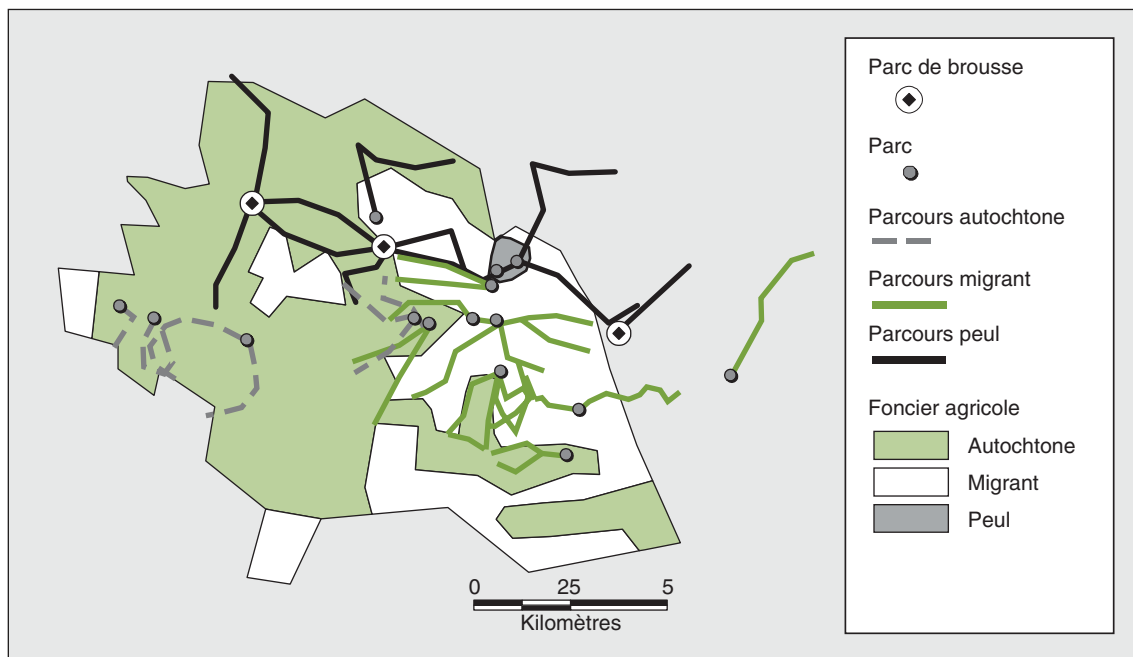 Parc de brousse
Parc
Parcours autochtone
Parcours migrant
Parcours peul
Foncier agricole
Autochtone
Migrant
Peul
0 25 5
Kilomètres